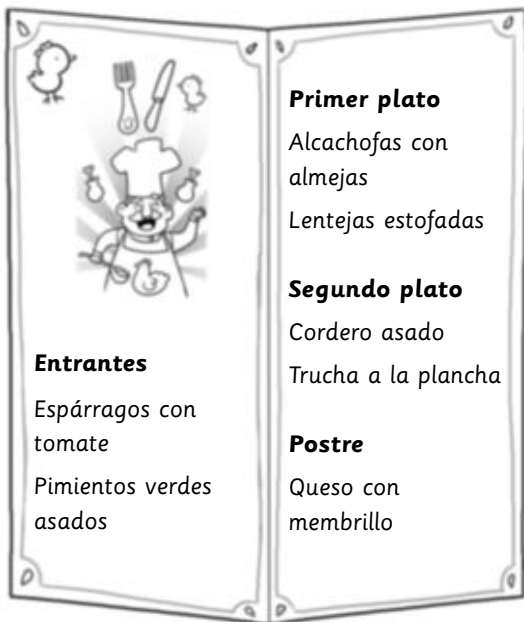 Entrantes
Espárragos con
tomate
Pimientos verdes
asados
Primer plato
Alcachofas con
almejas
Lentejas estofadas
Segundo plato
Cordero asado
Trucha a la plancha
Postre
Queso con
membrillo